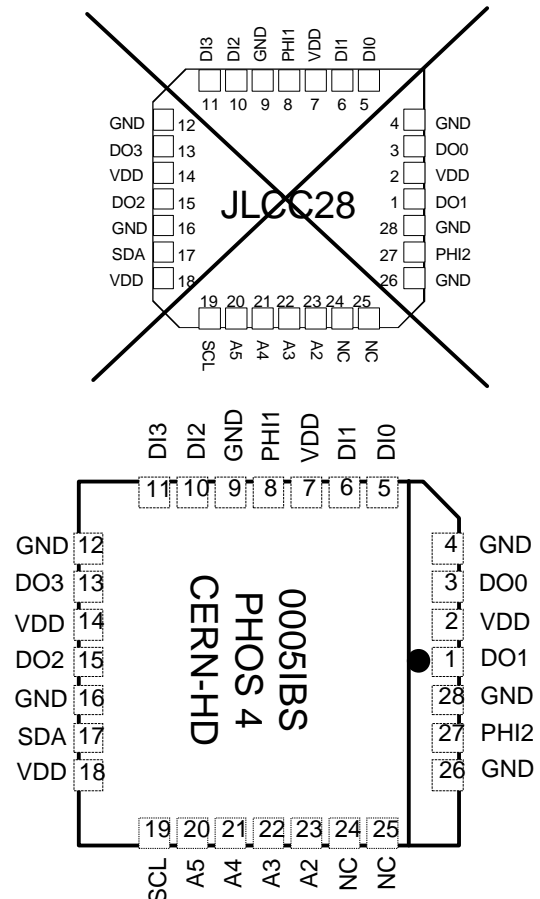 DI3 DI2 GND PHI1 VDD DI1 DI0
11 10 9 8 7 6 5
GND 12 4 GND
DO3 13 3 DO0
VDD 14 2 VDD
DO2 15 JLCC28 1 DO1
GND 16 28 GND
SDA 17 27 PHI2
VDD 18 26 GND
19 20 21 22 23 24 25
SCL A5 A4 A3 A2 NC NC
DI3 DI2 GND PHI1 VDD DI1 DI0
11 10 9 8 7 6 5
GND 12 4 GND
DO3 13 3 DO0
VDD 14 2 VDD
DO2 15 1 DO1
GND 16 28 GND
SDA 17 27 PHI2
VDD 18 26 GND
0005IBS
PHOS 4
CERN-HD
19 20 21 22 23 24 25
SCL A5 A4 A3 A2 NC NC